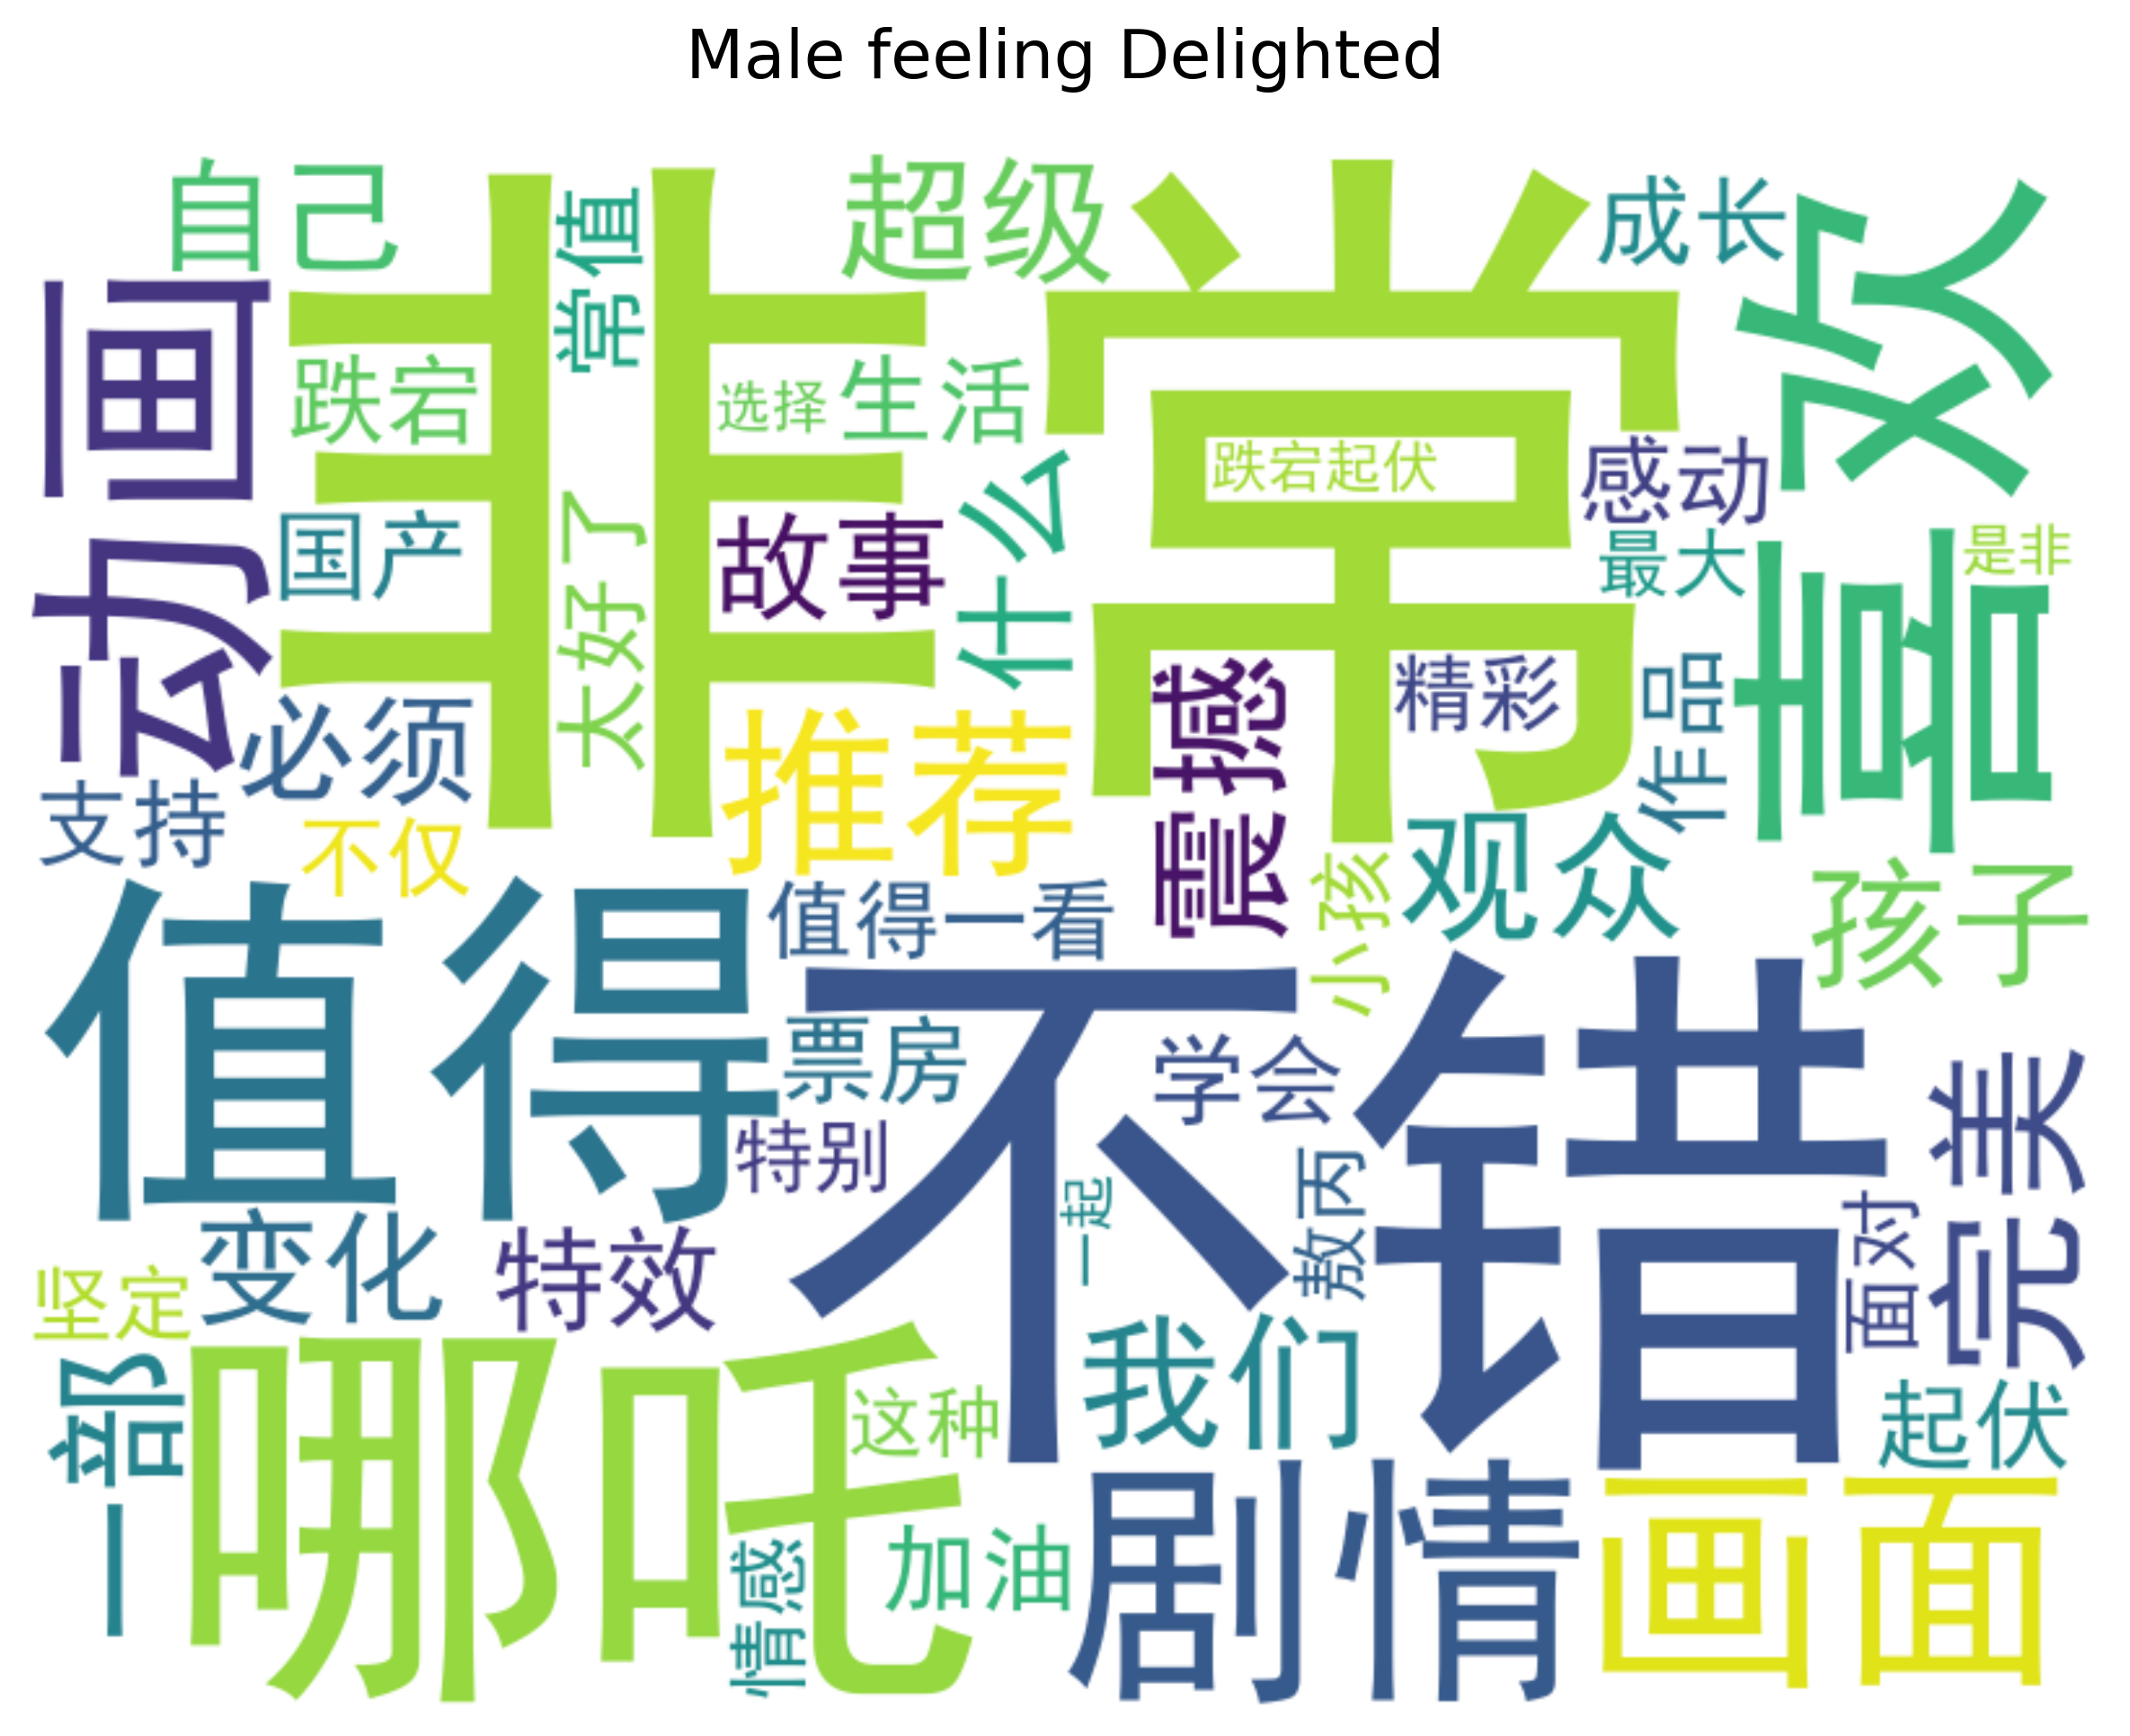 Male feeling Delighted
自己
超级
成长
非常
常值
喜欢
动画
跌宕
选择
生活
跌宕起伏
感动
什么
国产
太好了
故事
最大
是非
必须
震撼
精彩
作品
推荐
支持
不仅
观众
小孩
孩子
值得
值得一看
不错
票房
学会
特别
完美
敖丙
一起
面对
变化
特效
坚定
一部
哪吒
这种
我们
起伏
情感
加油
剧情
画面